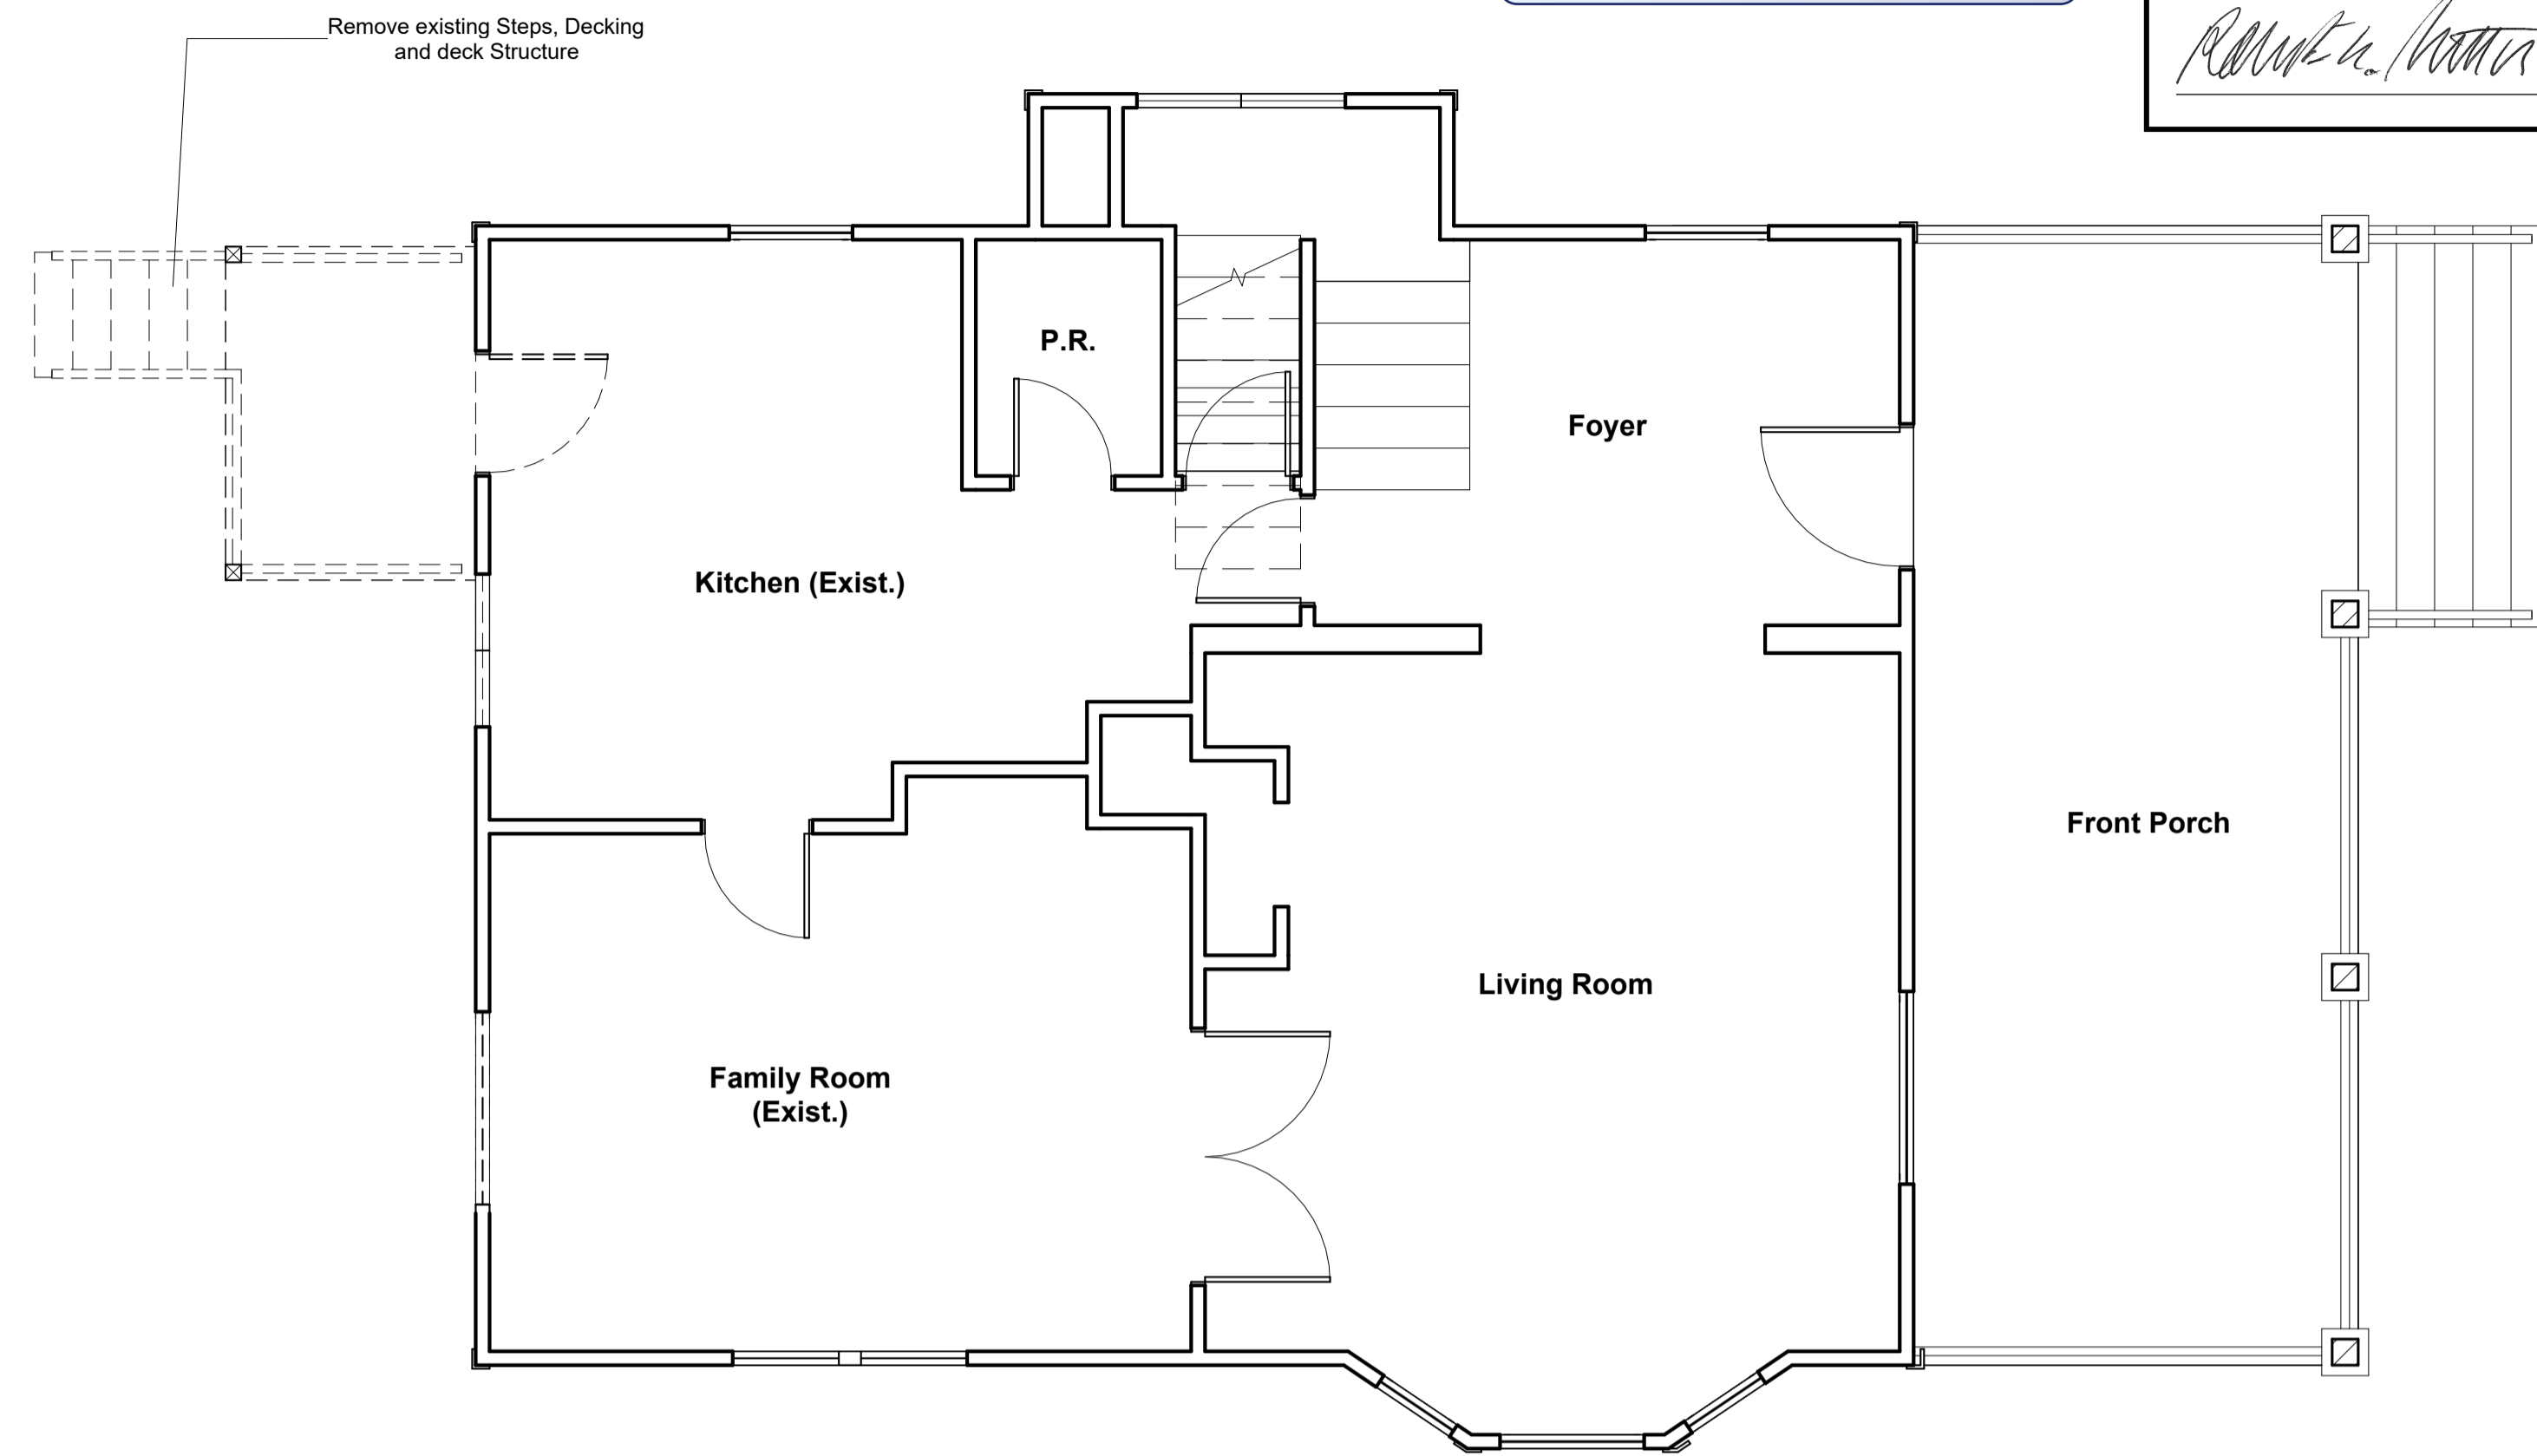 Remove existing Steps, Decking
and deck Structure
P.R.
Foyer
Kitchen (Exist.)
Front Porch
Living Room
Family Room
(Exist.)